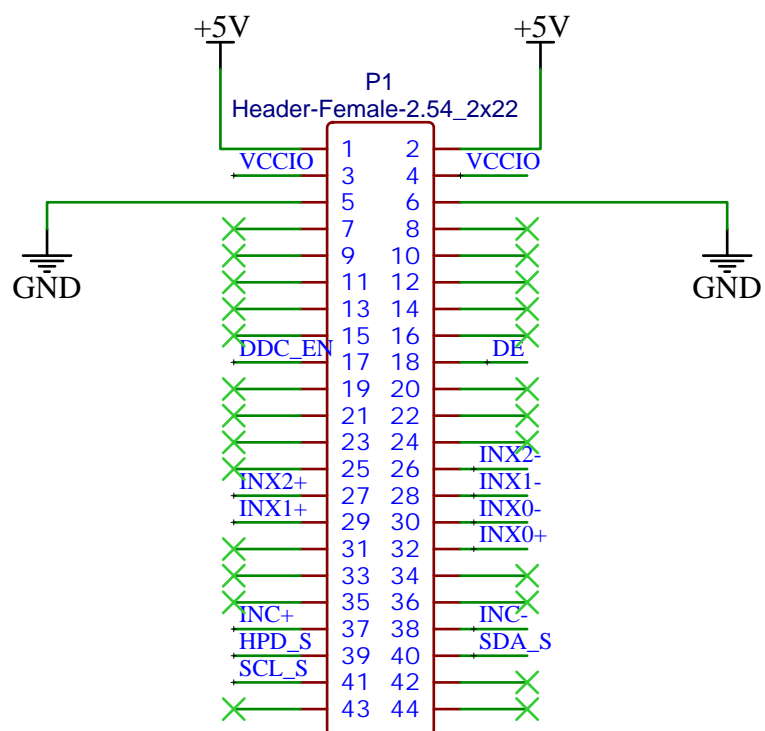 +5V +5V
P1
Header-Female-2.54_2x22
1 2
VCCIO 3 4 VCCIO
5 6
7 8
GND 9 10 GND
11 12
13 14
15 16
DDC_EN 17 18 DE
19 20
21 22
23 24
25 26 INX2-
INX2+ 27 28 INX1-
INX1+ 29 30 INX0-
31 32 INX0+
33 34
35 36
INC+ 37 38 INC-
HPD_S 39 40 SDA_S
SCL_S 41 42
43 44